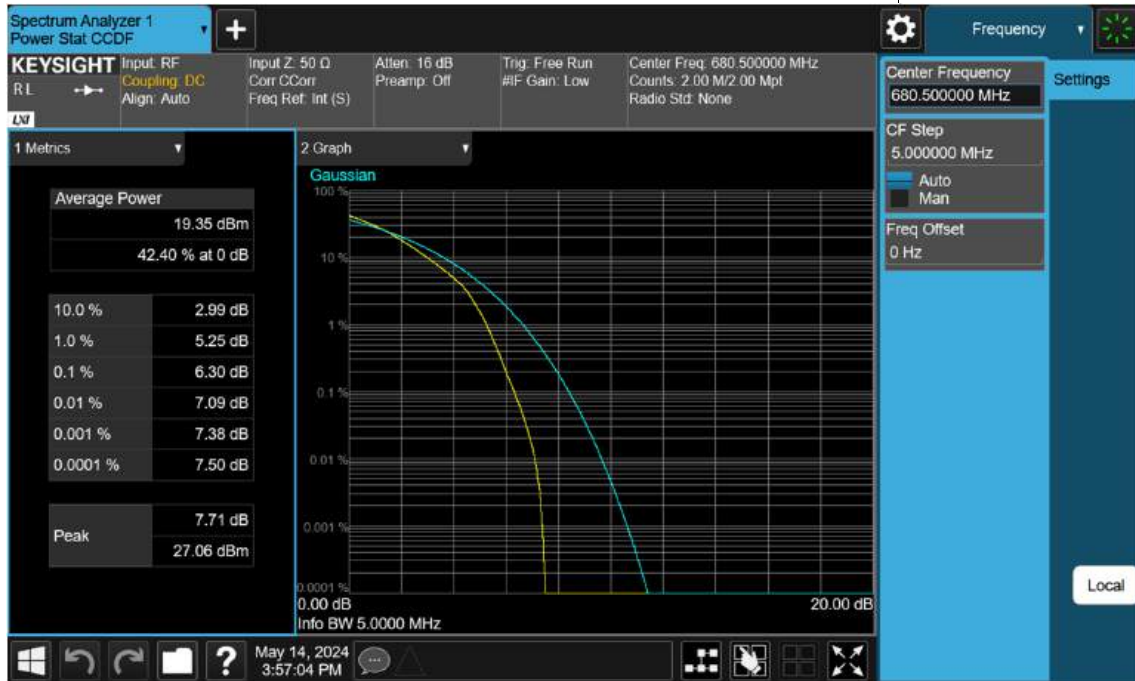 Spectrum Analyzer 1
Power Stat CCDF
+
Frequency
KEYSIGHT
R L
LXI
Input: RF
Coupling: DC
Align: Auto
Input Z: 50 Ω
Corr CCorr
Freq Ref: Int (S)
Atten: 16 dB
Preamp: Off
Trig: Free Run
#IF Gain: Low
Center Freq: 680.500000 MHz
Counts: 2.00 M/2.00 Mpt
Radio Std: None
Center Frequency
680.500000 MHz
Settings
CF Step
5.000000 MHz
Auto
Man
Freq Offset
0 Hz
1 Metrics
Average Power
19.35 dBm
42.40 % at 0 dB
10.0 % 2.99 dB
1.0 % 5.25 dB
0.1 % 6.30 dB
0.01 % 7.09 dB
0.001 % 7.38 dB
0.0001 % 7.50 dB
Peak 7.71 dB
27.06 dBm
2 Graph
Gaussian
100 %
10 %
1 %
0.1 %
0.01 %
0.001 %
0.0001 %
0.00 dB 20.00 dB
Info BW 5.0000 MHz
Local
?
May 14, 2024
3:57:04 PM